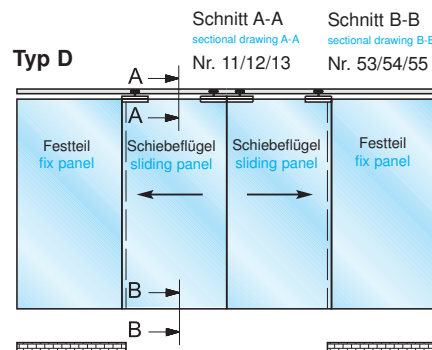 Schnitt A-A
sectional drawing A-A
Nr. 11/12/13
Schnitt B-B
sectional drawing B-B
Nr. 53/54/55
Typ D
A
A
Festteil
fix panel
Schiebeflügel
sliding panel
Schiebeflügel
sliding panel
Festteil
fix panel
B
B